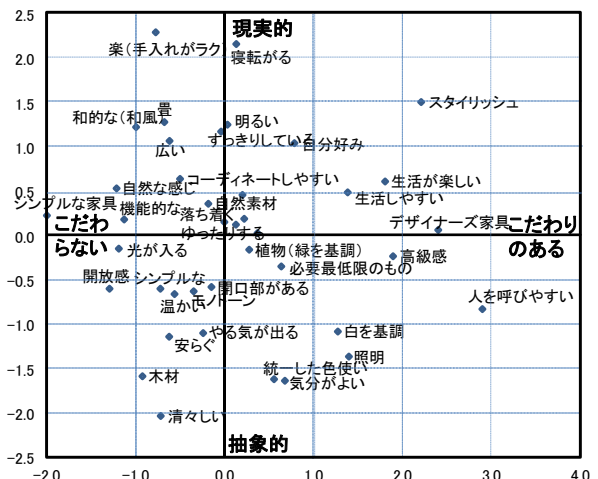 2.5
現実的
楽(手入れがラク)
寝転がる
2.0
スタイリッシュ
1.5
和的な(和風)
畳
明るい
すっきりしている
自分好み
1.0
広い
コーディネートしやすい
生活が楽しい
自然な感じ
生活しやすい
0.5
シンプルな家具
機能的な
落ち着く
自然素材
ゆったりする
デザイナーズ家具
こだわ
らない
こだわり
のある
0.0
光が入る
植物(緑を基調)
高級感
必要最低限のもの
-0.5
開放感
シンプルな
温かい
モノトーン
開口部がある
人を呼びやすい
-1.0
安らぐ
やる気が出る
白を基調
照明
-1.5
木材
統一した色使い
気分がよい
-2.0
清々しい
抽象的
-2.5
-2.0 -1.0 0.0 1.0 2.0 3.0 4.0